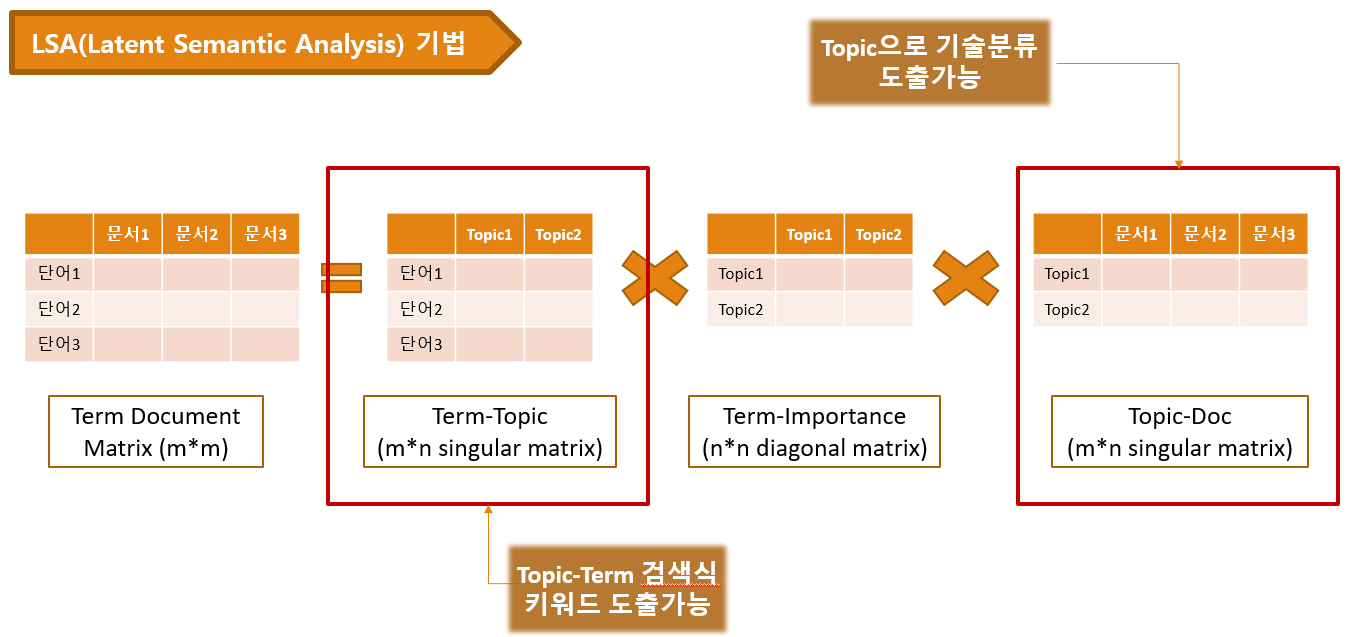 LSA(Latent Semantic Analysis) 기법
Topic으로 기술분류
도출가능
문서1 문서2 문서3
단어1
단어2
단어3
Topic1 Topic2
단어1
단어2
단어3
Topic1 Topic2
Topic1
Topic2
문서1 문서2 문서3
Topic1
Topic2
Term Document
Matrix (m*m)
Term-Topic
(m*n singular matrix)
Term-Importance
(n*n diagonal matrix)
Topic-Doc
(m*n singular matrix)
Topic-Term 검색식
키워드 도출가능